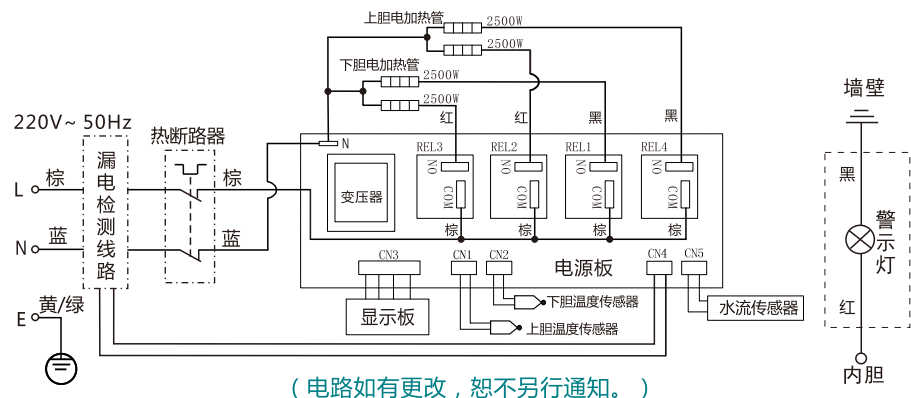 上胆电加热管
2500W
2500W
下胆电加热管
2500W
2500W
红
红
黑
黑
220V~ 50Hz
热断路器
漏电检测线路
L
棕
棕
N
蓝
蓝
E
黄/绿
N
变压器
REL3
NO
COM
棕
REL2
NO
COM
棕
REL1
NO
COM
棕
REL4
NO
COM
棕
CN3
CN1
CN2
电源板
CN4
CN5
显示板
下胆温度传感器
上胆温度传感器
水流传感器
墙壁
黑
警示灯
红
内胆
(电路如有更改，恕不另行通知。)